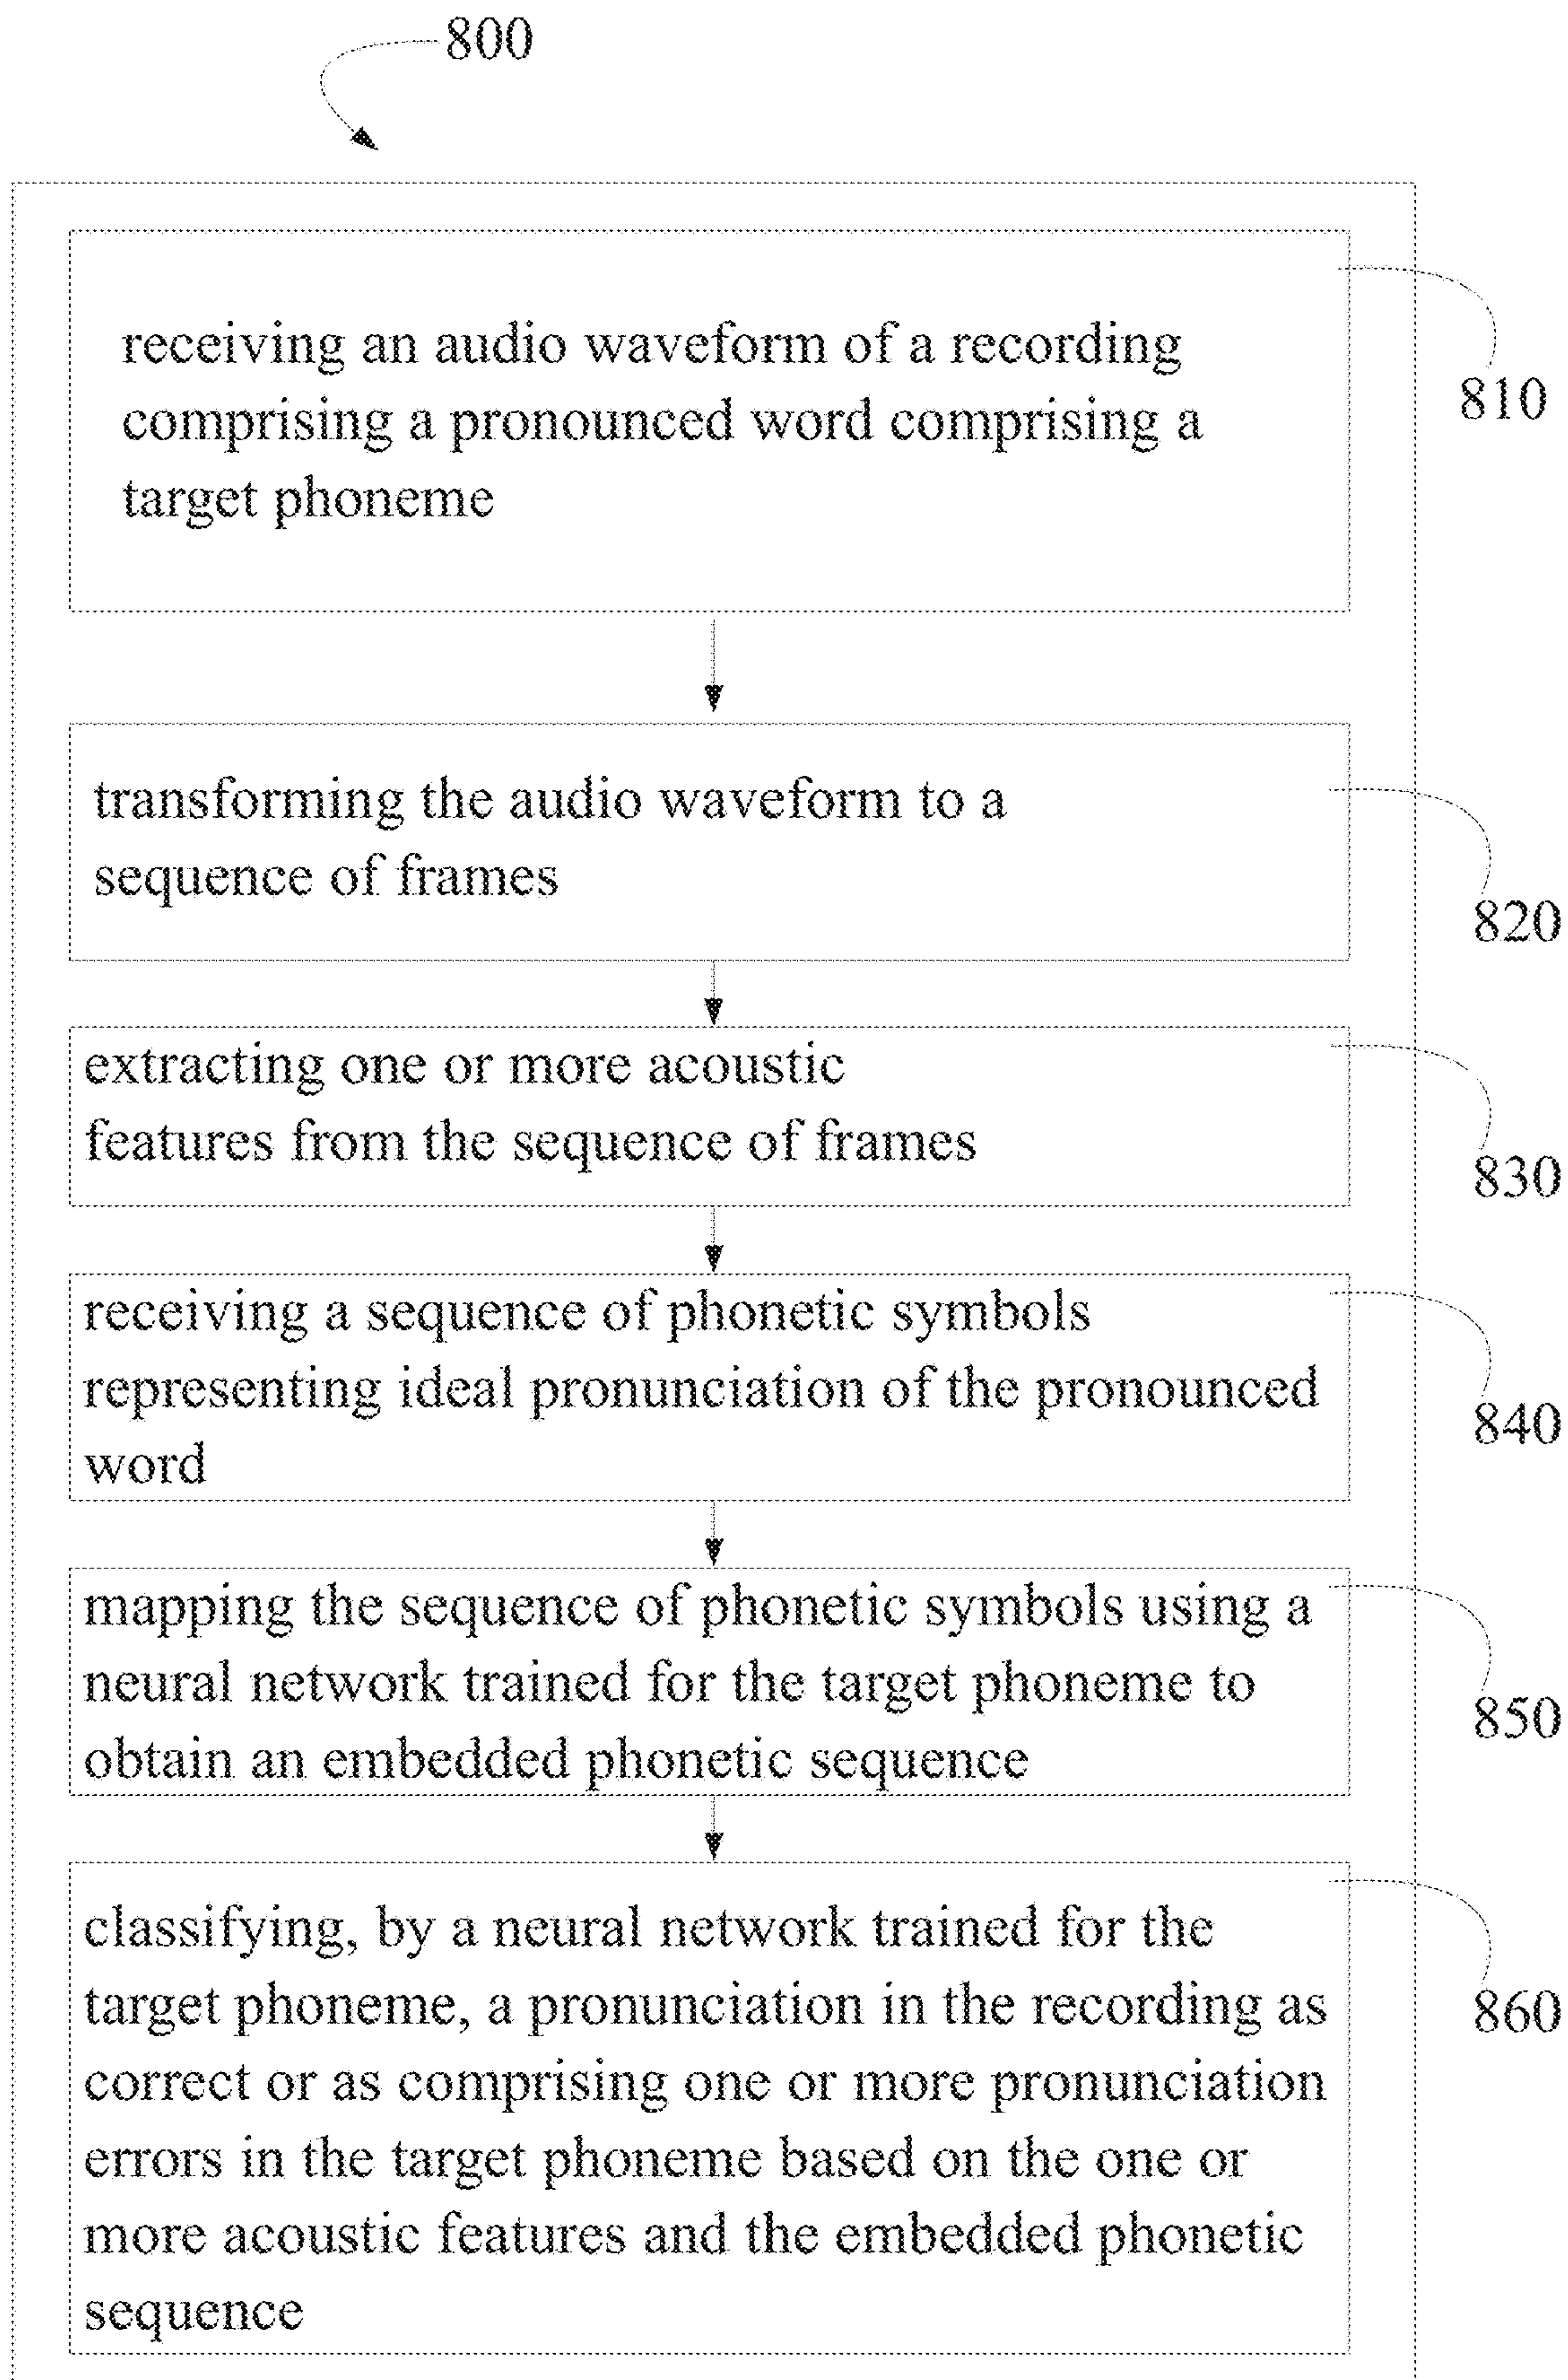 800
receiving an audio waveform of a recording
comprising a pronounced word comprising a
target phoneme
810
transforming the audio waveform to a
sequence of frames
820
extracting one or more acoustic
features from the sequence of frames
830
receiving a sequence of phonetic symbols
representing ideal pronunciation of the pronounced
word
840
mapping the sequence of phonetic symbols using a
neural network trained for the target phoneme to
obtain an embedded phonetic sequence
850
classifying, by a neural network trained for the
target phoneme, a pronunciation in the recording as
correct or as comprising one or more pronunciation
errors in the target phoneme based on the one or
more acoustic features and the embedded phonetic
sequence
860